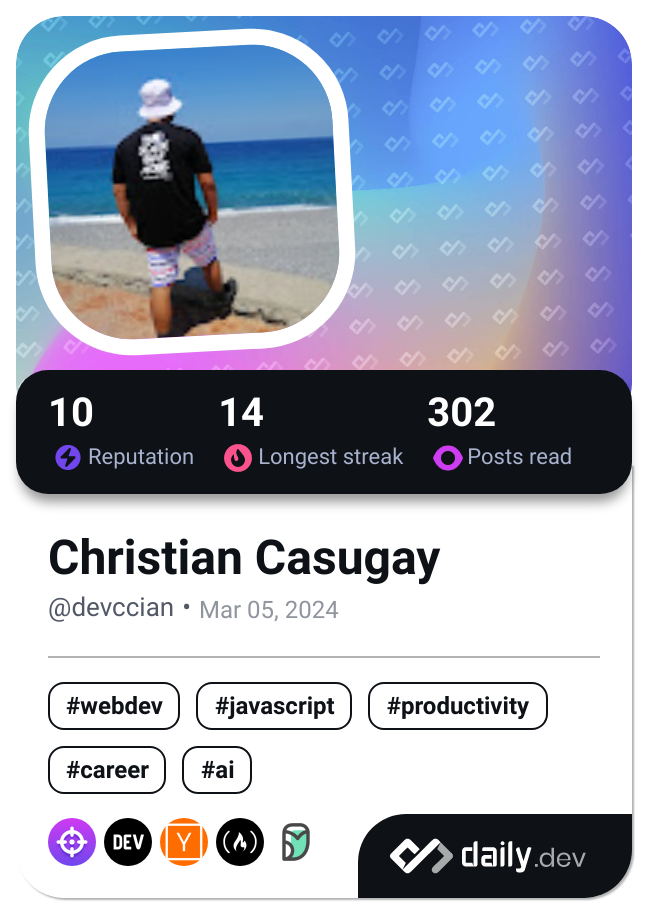 10 14 302
Reputation Longest streak Posts read
Christian Casugay
@devccian • Mar 05, 2024
#webdev #javascript #productivity
#career #ai
DEV Y
daily.dev